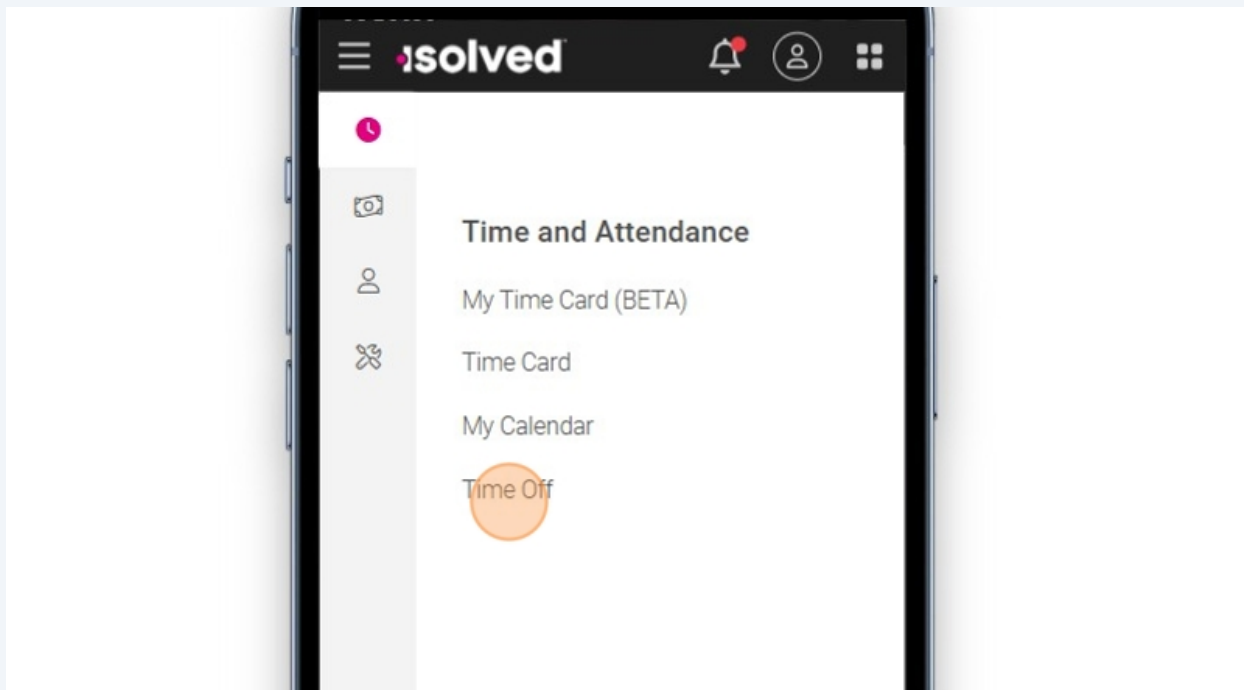 isolved
Time and Attendance
My Time Card (BETA)
Time Card
My Calendar
Time Off